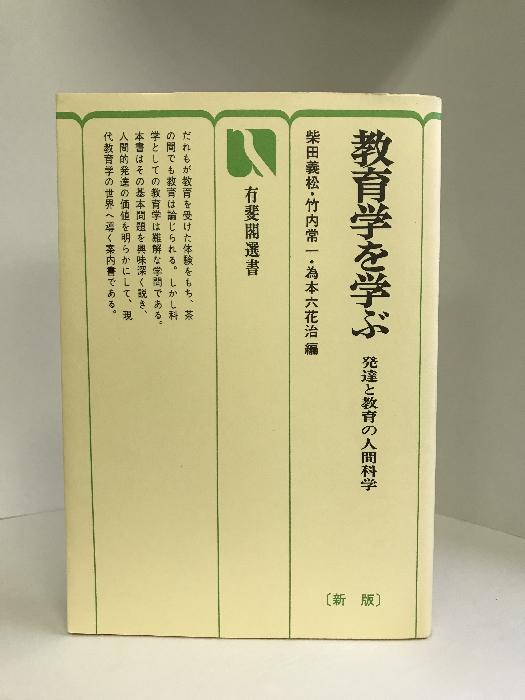 教育学を学ぶ
発達と教育の人間科学
〔新版〕
柴田義松・竹内常一・為本六花治編
有斐閣選書
だれもが教育を受けた体験をもち、茶
の間でも教育は論じられる。しかし科
学としての教育学は難解な学問である。
本書はその基本問題を興味深く説き、
人間的発達の価値を明らかにして、現
代教育学の世界へ導く案内書である。